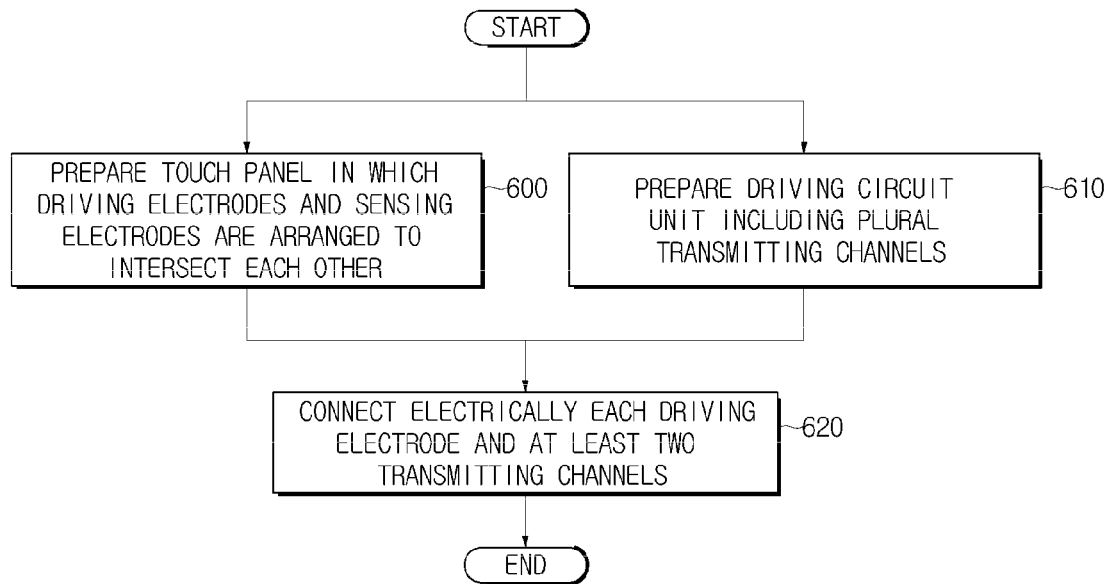 START
PREPARE TOUCH PANEL IN WHICH
DRIVING ELECTRODES AND SENSING
ELECTRODES ARE ARRANGED TO
INTERSECT EACH OTHER
600
PREPARE DRIVING CIRCUIT
UNIT INCLUDING PLURAL
TRANSMITTING CHANNELS
610
CONNECT ELECTRICALLY EACH DRIVING
ELECTRODE AND AT LEAST TWO
TRANSMITTING CHANNELS
620
END